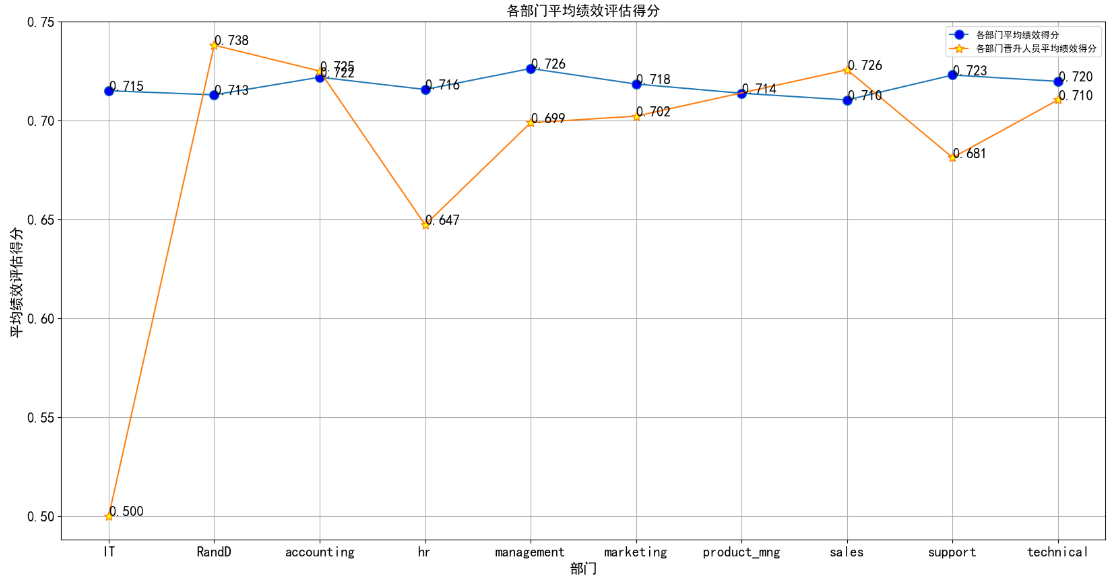 各部门平均绩效评估得分
各部门平均绩效得分
各部门晋升人员平均绩效得分
平均绩效评估得分
0.75
0.70
0.65
0.60
0.55
0.50
0.715
0.713
0.722
0.716
0.726
0.718
0.714
0.710
0.723
0.720
0.500
0.738
0.725
0.647
0.699
0.702
0.726
0.681
0.710
IT
RandD
accounting
hr
management
marketing
product_mng
sales
support
technical
部门